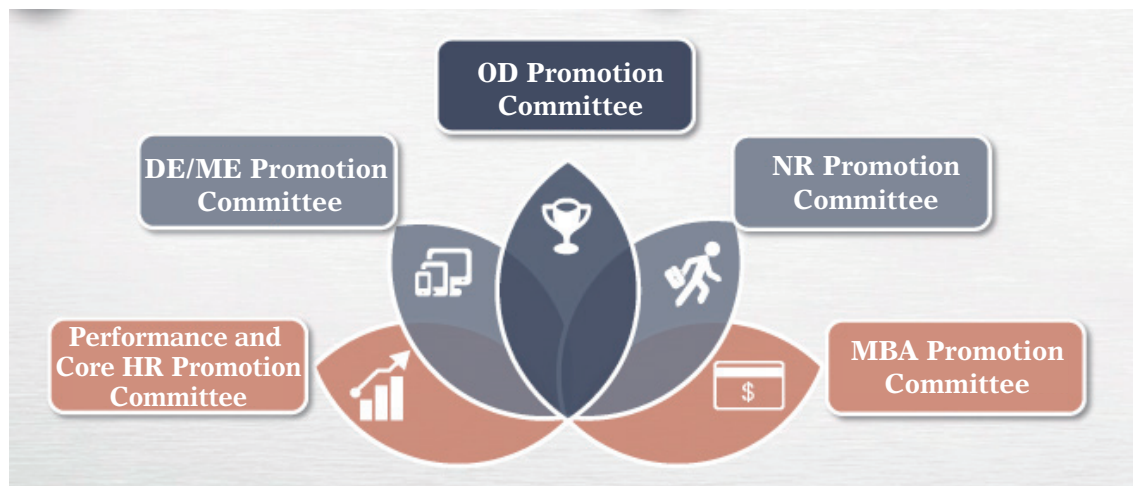 OD Promotion
Committee
DE/ME Promotion
Committee
NR Promotion
Committee
Performance and
Core HR Promotion
Committee
MBA Promotion
Committee
$